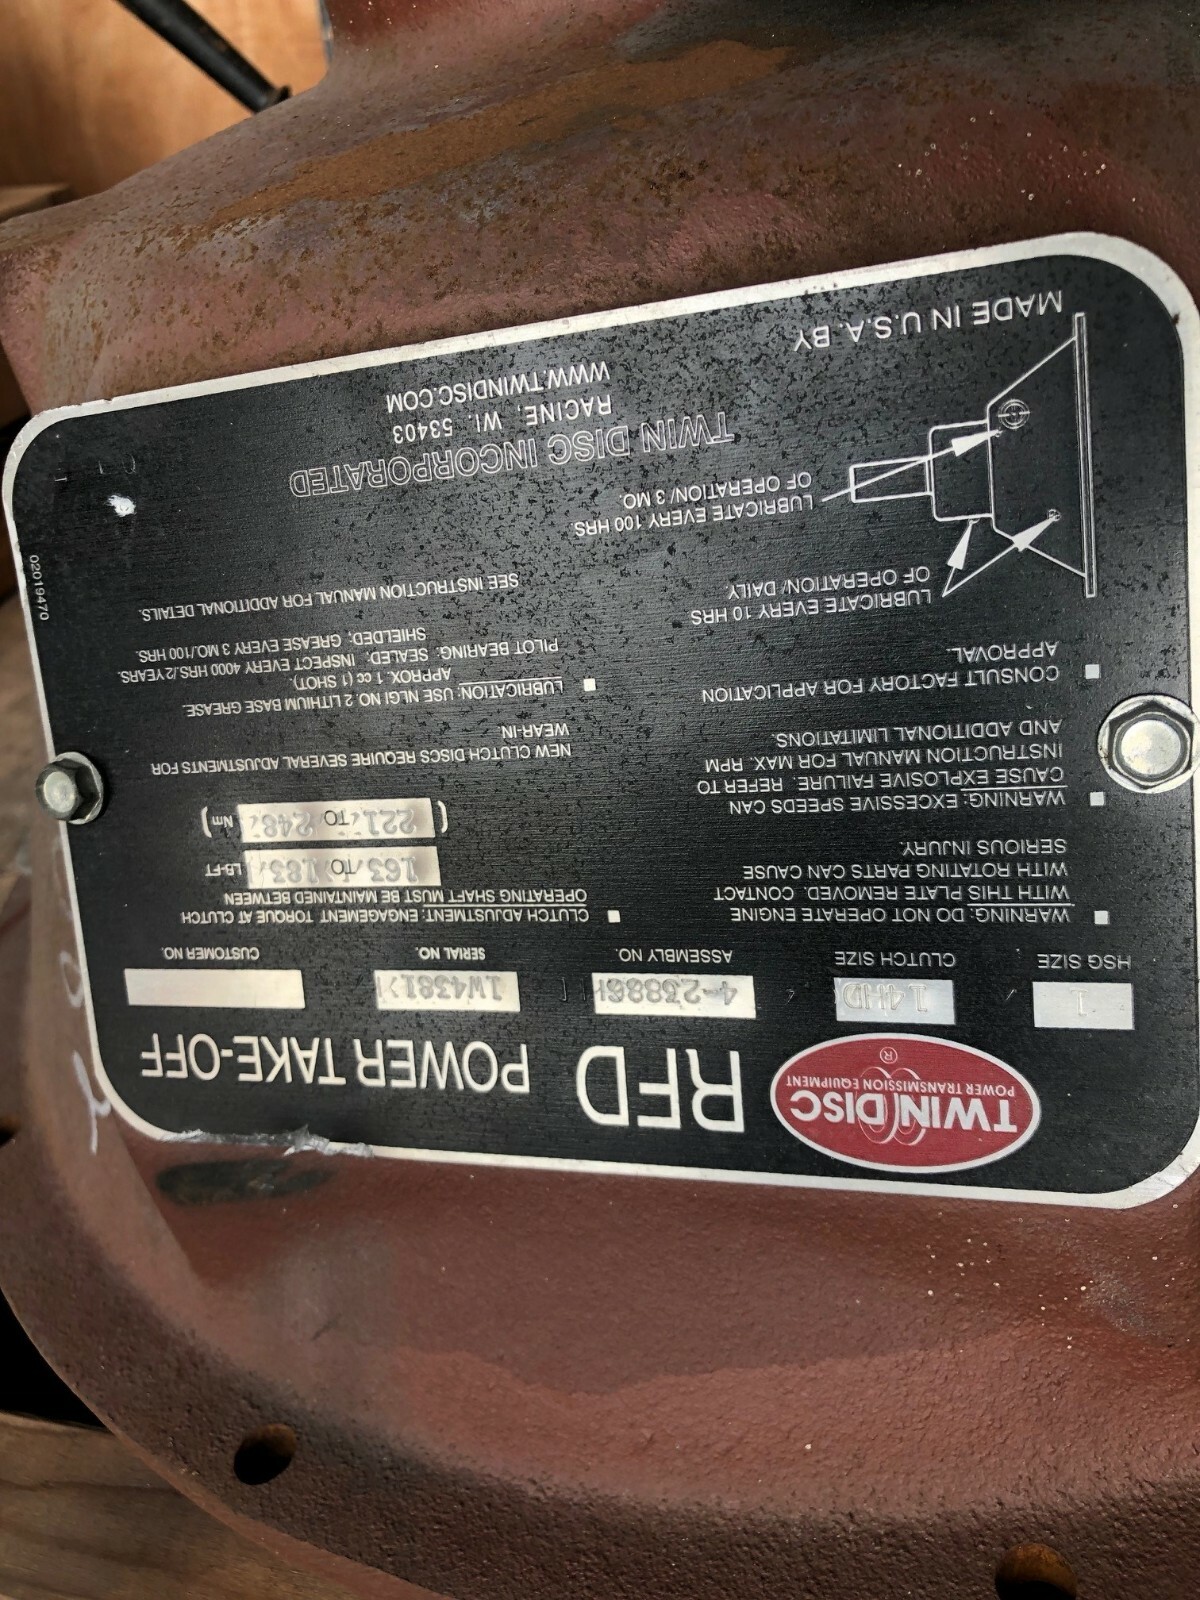 TWIN DISC
POWER TRANSMISSION EQUIPMENT
®
RFD POWER TAKE-OFF
1
14HD
1W4381
HSG SIZE
CLUTCH SIZE
ASSEMBLY NO.
SERIAL NO.
CUSTOMER NO.
WARNING: DO NOT OPERATE ENGINE
WITH THIS PLATE REMOVED. CONTACT
WITH ROTATING PARTS CAN CAUSE
SERIOUS INJURY.
WARNING: EXCESSIVE SPEEDS CAN
CAUSE EXPLOSIVE FAILURE. REFER TO
INSTRUCTION MANUAL FOR MAX. RPM
AND ADDITIONAL LIMITATIONS.
CONSULT FACTORY FOR APPLICATION
APPROVAL.
CLUTCH ADJUSTMENT: ENGAGEMENT TORQUE AT CLUTCH
OPERATING SHAFT MUST BE MAINTAINED BETWEEN
163 TO 183 LB-FT
( 221 TO 248 Nm )
NEW CLUTCH DISCS REQUIRE SEVERAL ADJUSTMENTS FOR
WEAR-IN.
LUBRICATION: USE NLGI NO. 2 LITHIUM BASE GREASE.
APPROX. 1 cc (1 SHOT).
PILOT BEARING: SEALED, INSPECT EVERY 4000 HRS./2YEARS.
SHIELDED, GREASE EVERY 3 MO./100 HRS.
SEE INSTRUCTION MANUAL FOR ADDITIONAL DETAILS.
LUBRICATE EVERY 10 HRS
OF OPERATION/ DAILY.
LUBRICATE EVERY 100 HRS
OF OPERATION/ 3 MO.
MADE IN U.S.A. BY
TWIN DISC INCORPORATED
RACINE, WI. 53403
WWW.TWINDISC.COM
02019470